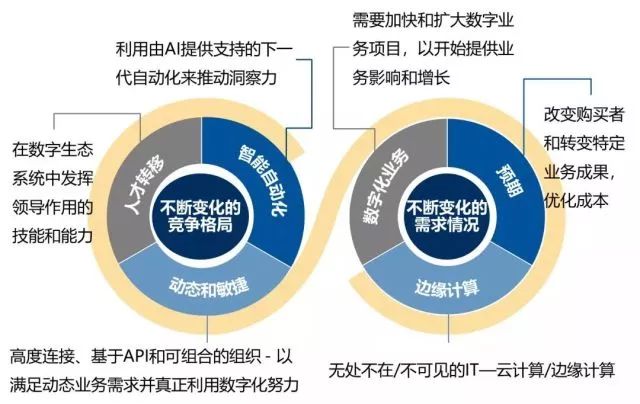 利用由AI提供支持的下一
代自动化来推动洞察力
需要加快和扩大数字业
务项目，以开始提供业
务影响和增长
在数字生态
系统中发挥
领导作用的
技能和能力
人才转移
智能自动化
不断变化的
竞争格局
动态和敏捷
数字化业务
预期
不断变化的
需求情况
边缘计算
改变购买者
和转变特定
业务成果，
优化成本
高度连接、基于API和可组合的组织 - 以
满足动态业务需求并真正利用数字化努力
无处不在/不可见的IT—云计算/边缘计算